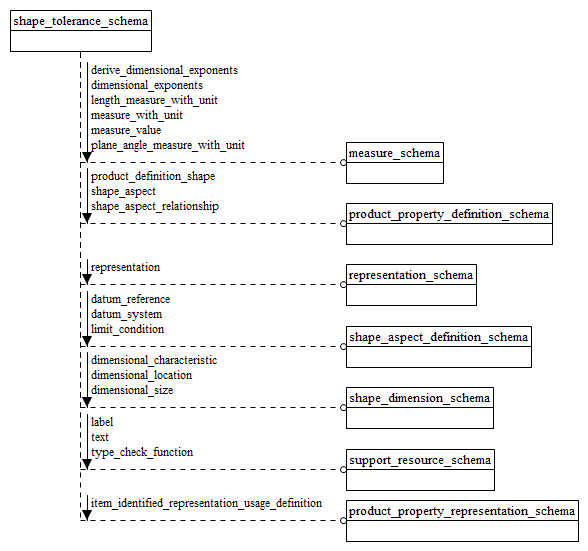 shape_tolerance_schema
derive_dimensional_exponents
dimensional_exponents
length_measure_with_unit
measure_with_unit
measure_value
plane_angle_measure_with_unit
measure_schema
product_definition_shape
shape_aspect
shape_aspect_relationship
product_property_definition_schema
representation
representation_schema
datum_reference
datum_system
limit_condition
shape_aspect_definition_schema
dimensional_characteristic
dimensional_location
dimensional_size
shape_dimension_schema
label
text
type_check_function
support_resource_schema
item_identified_representation_usage_definition
product_property_representation_schema